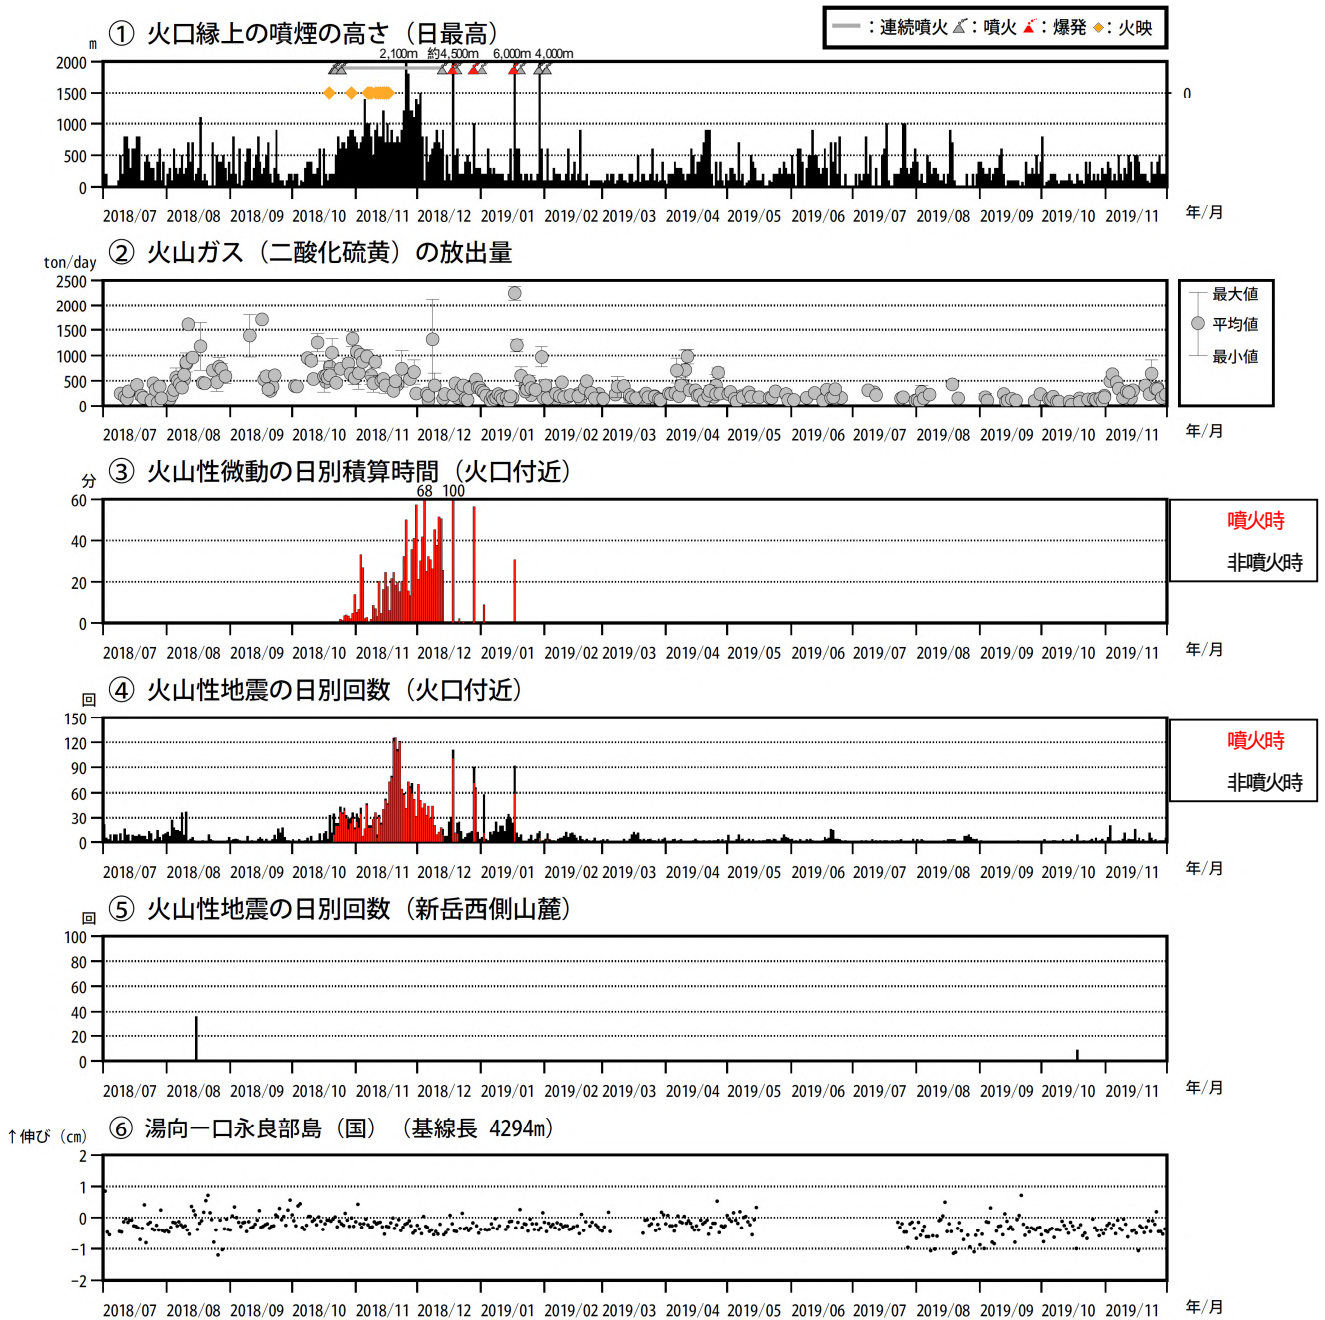 ① 火口縁上の噴煙の高さ（日最高）
：連続噴火 ：噴火 ：爆発 ：火映
m
2,100m 約4,500m 6,000m 4,000m
2000
1500
1000
500
0
0
2018/07 2018/08 2018/09 2018/10 2018/11 2018/12 2019/01 2019/02 2019/03 2019/04 2019/05 2019/06 2019/07 2019/08 2019/09 2019/10 2019/11 年/月
② 火山ガス（二酸化硫黄）の放出量
ton/day
2500
2000
1500
1000
500
0
最大値
平均値
最小値
2018/07 2018/08 2018/09 2018/10 2018/11 2018/12 2019/01 2019/02 2019/03 2019/04 2019/05 2019/06 2019/07 2019/08 2019/09 2019/10 2019/11 年/月
③ 火山性微動の日別積算時間（火口付近）
分
68 100
60
40
20
0
噴火時
非噴火時
2018/07 2018/08 2018/09 2018/10 2018/11 2018/12 2019/01 2019/02 2019/03 2019/04 2019/05 2019/06 2019/07 2019/08 2019/09 2019/10 2019/11 年/月
④ 火山性地震の日別回数（火口付近）
回
150
120
90
60
30
0
噴火時
非噴火時
2018/07 2018/08 2018/09 2018/10 2018/11 2018/12 2019/01 2019/02 2019/03 2019/04 2019/05 2019/06 2019/07 2019/08 2019/09 2019/10 2019/11 年/月
⑤ 火山性地震の日別回数（新岳西側山麓）
回
100
80
60
40
20
0
2018/07 2018/08 2018/09 2018/10 2018/11 2018/12 2019/01 2019/02 2019/03 2019/04 2019/05 2019/06 2019/07 2019/08 2019/09 2019/10 2019/11 年/月
⑥ 湯向ー口永良部島（国）（基線長 4294m）
↑伸び（cm）
2
1
0
-1
-2
2018/07 2018/08 2018/09 2018/10 2018/11 2018/12 2019/01 2019/02 2019/03 2019/04 2019/05 2019/06 2019/07 2019/08 2019/09 2019/10 2019/11 年/月